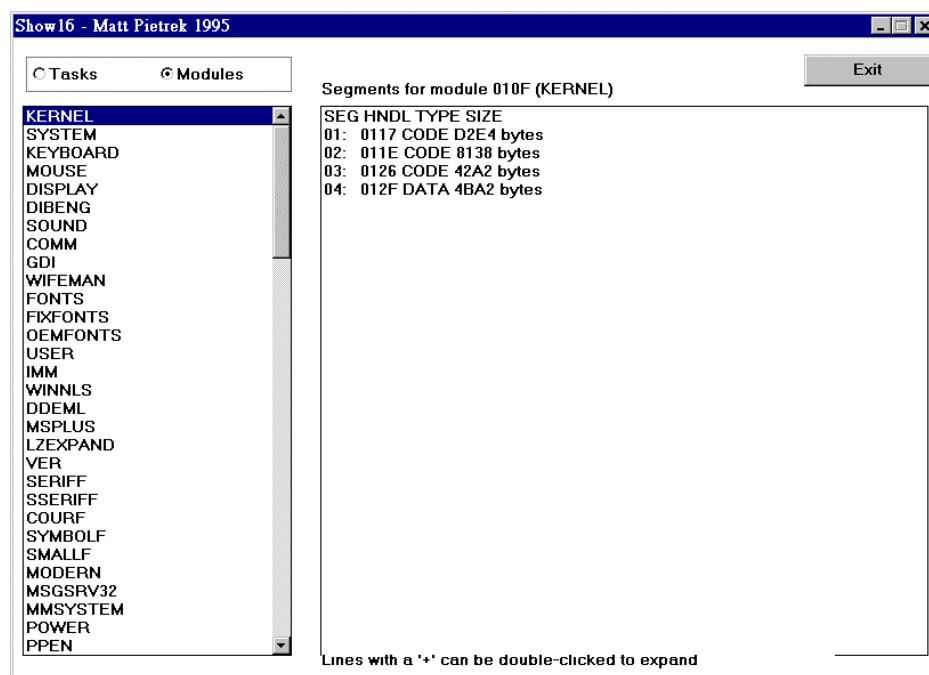 Show16 - Matt Pietrek 1995
Tasks
Modules
Exit
Segments for module 010F (KERNEL)
KERNEL
SYSTEM
KEYBOARD
MOUSE
DISPLAY
DIBENG
SOUND
COMM
GDI
WIFEMAN
FONTS
FIXFONTS
OEMFONTS
USER
IMM
WINNLS
DDEML
MSPLUS
LZEXPAND
VER
SERIFF
SSERIFF
COURF
SYMBOLF
SMALLF
MODERN
MSGSRV32
MMSYSTEM
POWER
PPEN
SEG HNDL TYPE SIZE
01: 0117 CODE D2E4 bytes
02: 011E CODE 8138 bytes
03: 0126 CODE 42A2 bytes
04: 012F DATA 4BA2 bytes
Lines with a '+' can be double-clicked to expand